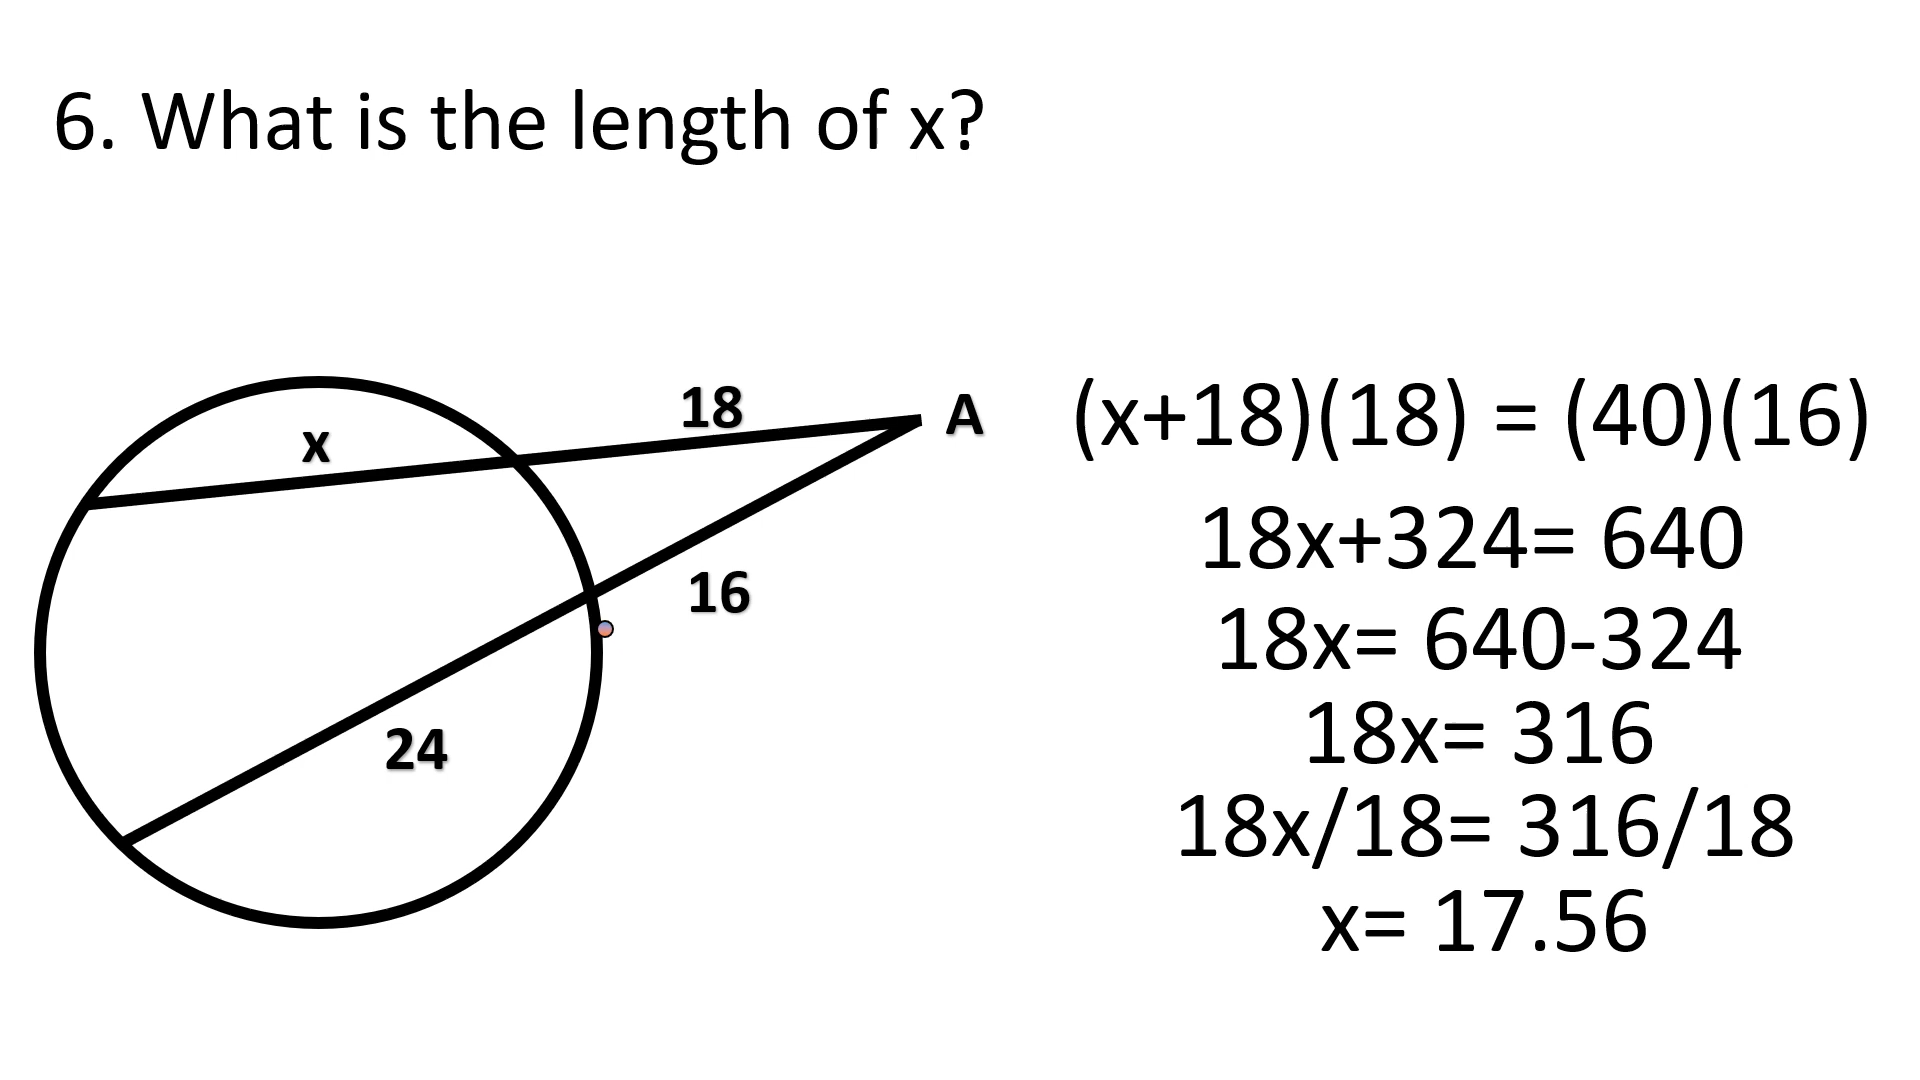 6. What is the length of x?
18
A
x
16
24
(x+18)(18) = (40)(16)
18x+324= 640
18x= 640-324
18x= 316
18x/18= 316/18
x= 17.56